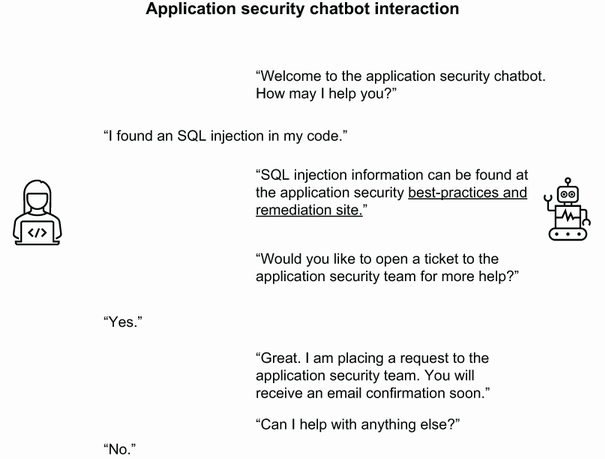 Application security chatbot interaction
“Welcome to the application security chatbot.
How may I help you?”
“I found an SQL injection in my code.”
“SQL injection information can be found at
the application security best-practices and
remediation site.”
</>
“Would you like to open a ticket to the
application security team for more help?”
“Yes.”
“Great. I am placing a request to the
application security team. You will
receive an email confirmation soon.”
“Can I help with anything else?”
“No.”